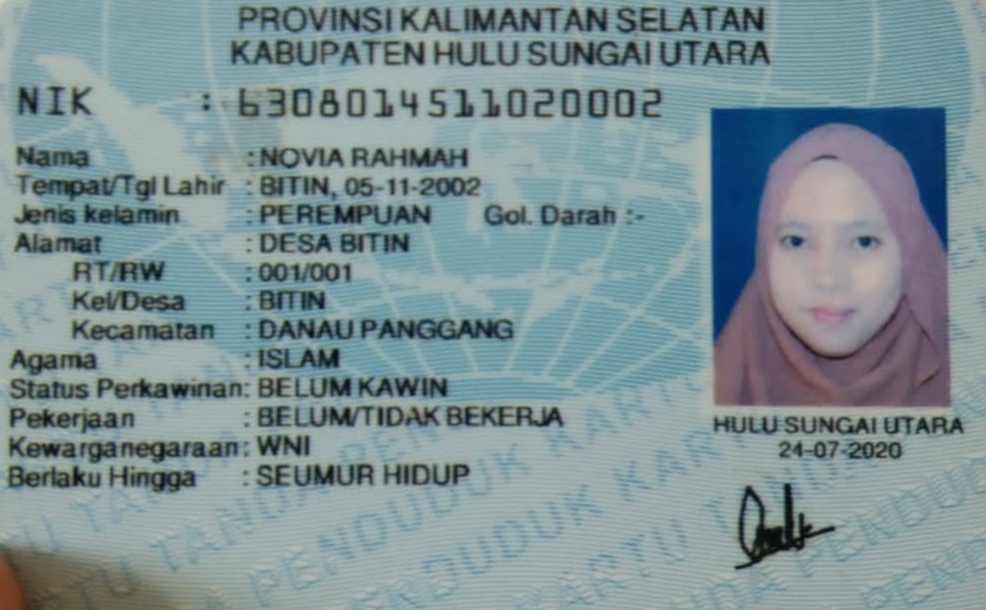 PROVINSI KALIMANTAN SELATAN
KABUPATEN HULU SUNGAI UTARA
NIK : 6308014511020002
Nama : NOVIA RAHMAH
Tempat/Tgl Lahir : BITIN, 05-11-2002
Jenis kelamin : PEREMPUAN Gol. Darah :-
Alamat : DESA BITIN
RT/RW : 001/001
Kel/Desa : BITIN
Kecamatan : DANAU PANGGANG
Agama : ISLAM
Status Perkawinan: BELUM KAWIN
Pekerjaan : BELUM/TIDAK BEKERJA
Kewarganegaraan: WNI
Berlaku Hingga : SEUMUR HIDUP
HULU SUNGAI UTARA
24-07-2020